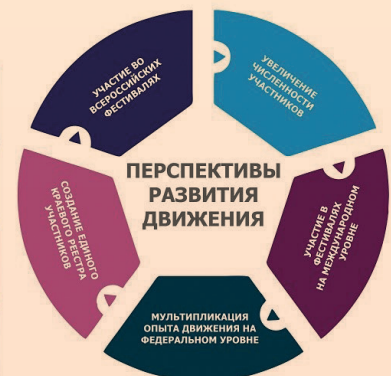 ПЕРСПЕКТИВЫ
РАЗВИТИЯ
ДВИЖЕНИЯ
УВЕЛИЧЕНИЕ
ЧИСЛЕННОСТИ
УЧАСТНИКОВ
УЧАСТИЕ В
ФЕСТИВАЛЯХ
НА МЕЖДУНАРОДНОМ
УРОВНЕ
МУЛЬТИПЛИКАЦИЯ
ОПЫТА ДВИЖЕНИЯ НА
ФЕДЕРАЛЬНОМ УРОВНЕ
СОЗДАНИЕ ЕДИНОГО
КРАЕВОГО РЕЕСТРА
УЧАСТНИКОВ
УЧАСТИЕ ВО
ВСЕРОССИЙСКИХ
ФЕСТИВАЛЯХ